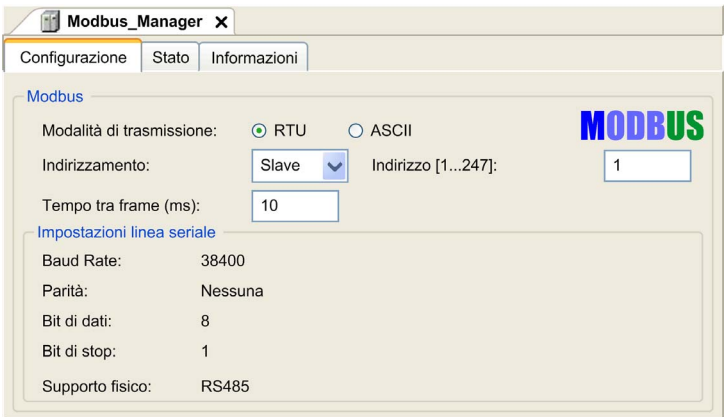 Modbus_Manager
Configurazione Stato Informazioni
Modbus
Modalità di trasmissione: RTU ASCII MODBUS
Indirizzamento: Slave Indirizzo [1...247]: 1
Tempo tra frame (ms): 10
Impostazioni linea seriale
Baud Rate: 38400
Parità: Nessuna
Bit di dati: 8
Bit di stop: 1
Supporto fisico: RS485